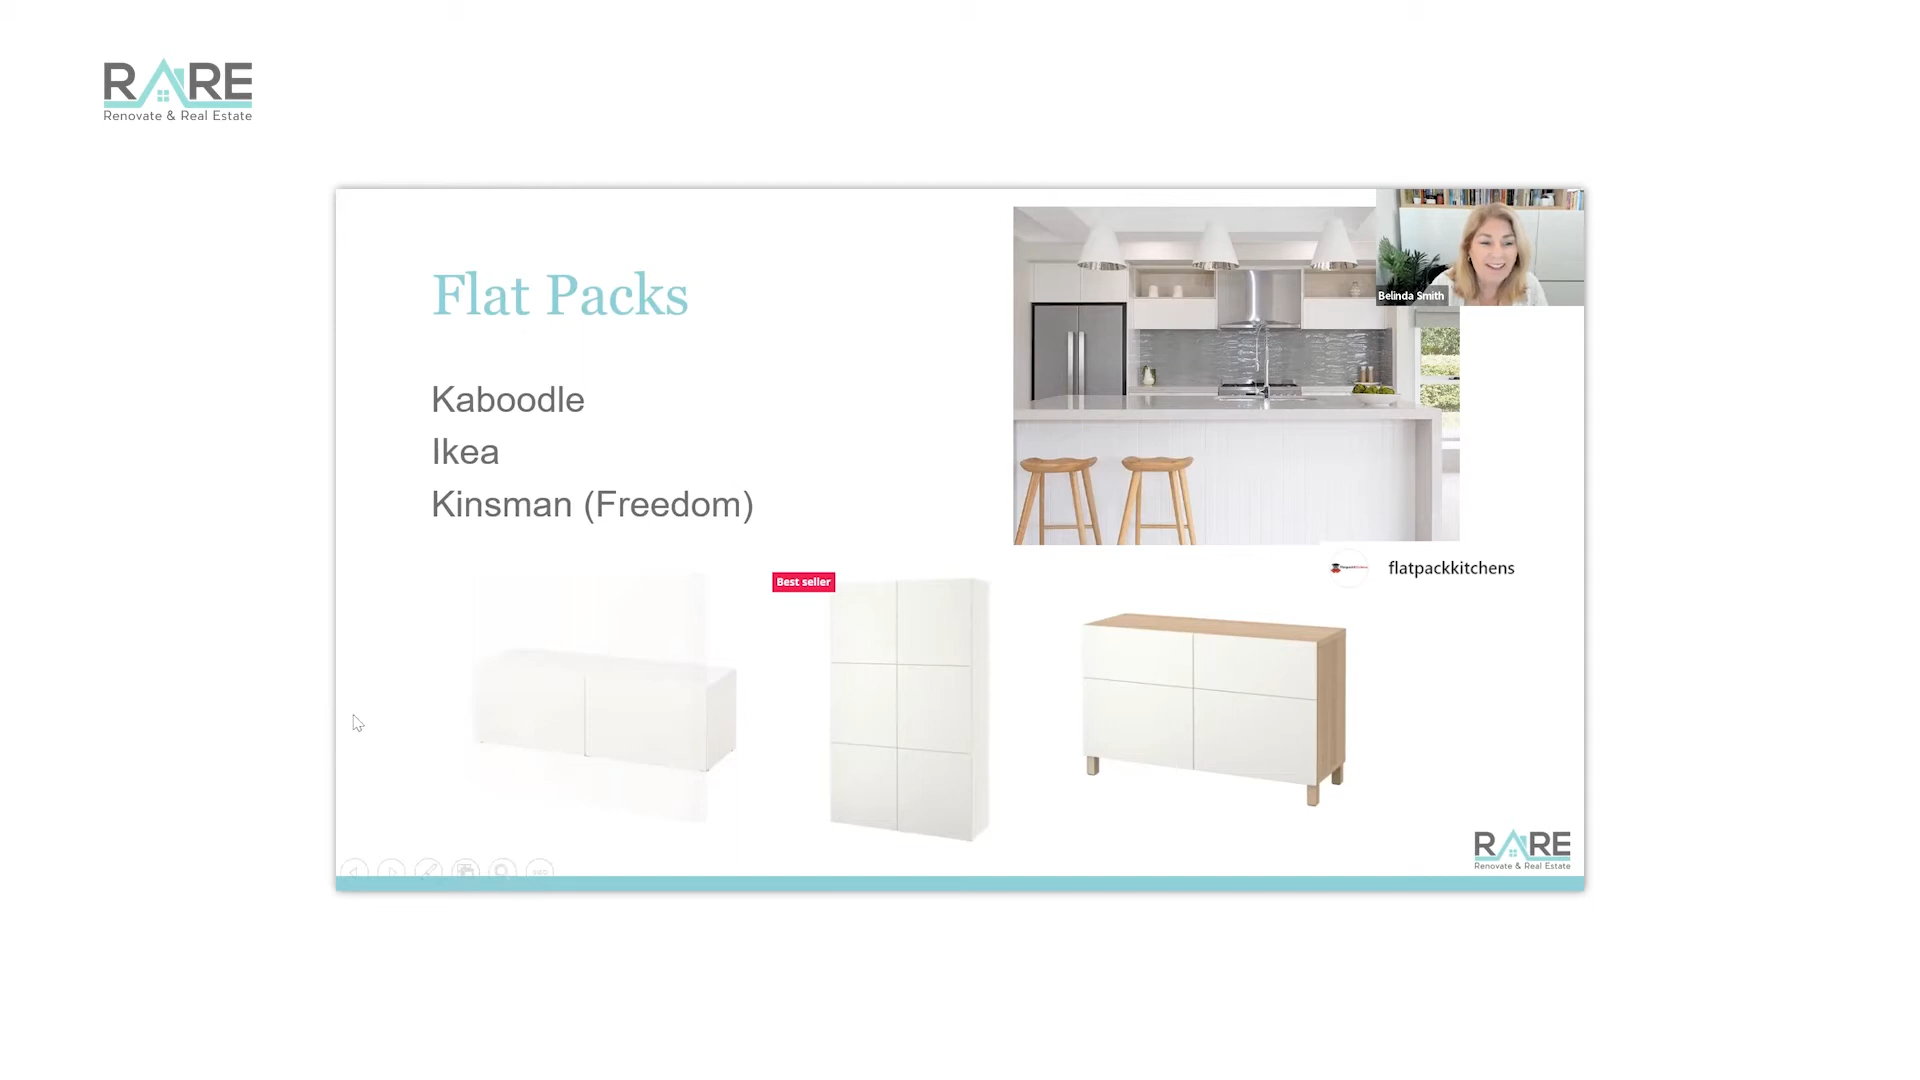 RARE
Renovate & Real Estate
Flat Packs
Belinda Smith
Kaboodle
Ikea
Kinsman (Freedom)
flatpackkitchens
Best seller
RARE
Renovate & Real Estate